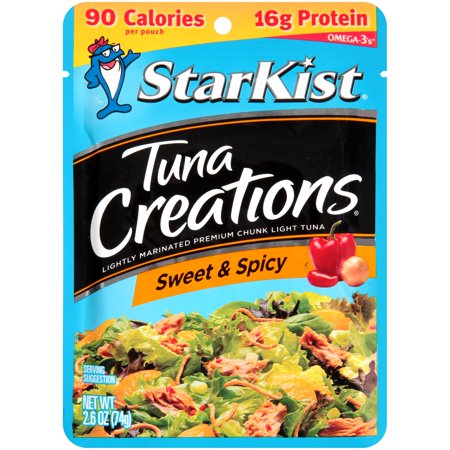 90 Calories
per pouch
16g Protein
OMEGA-3's*
StarKist®
Tuna
Creations®
LIGHTLY MARINATED PREMIUM CHUNK LIGHT TUNA
Sweet & Spicy
SERVING
SUGGESTION
NET WT
2.6 OZ (74g)